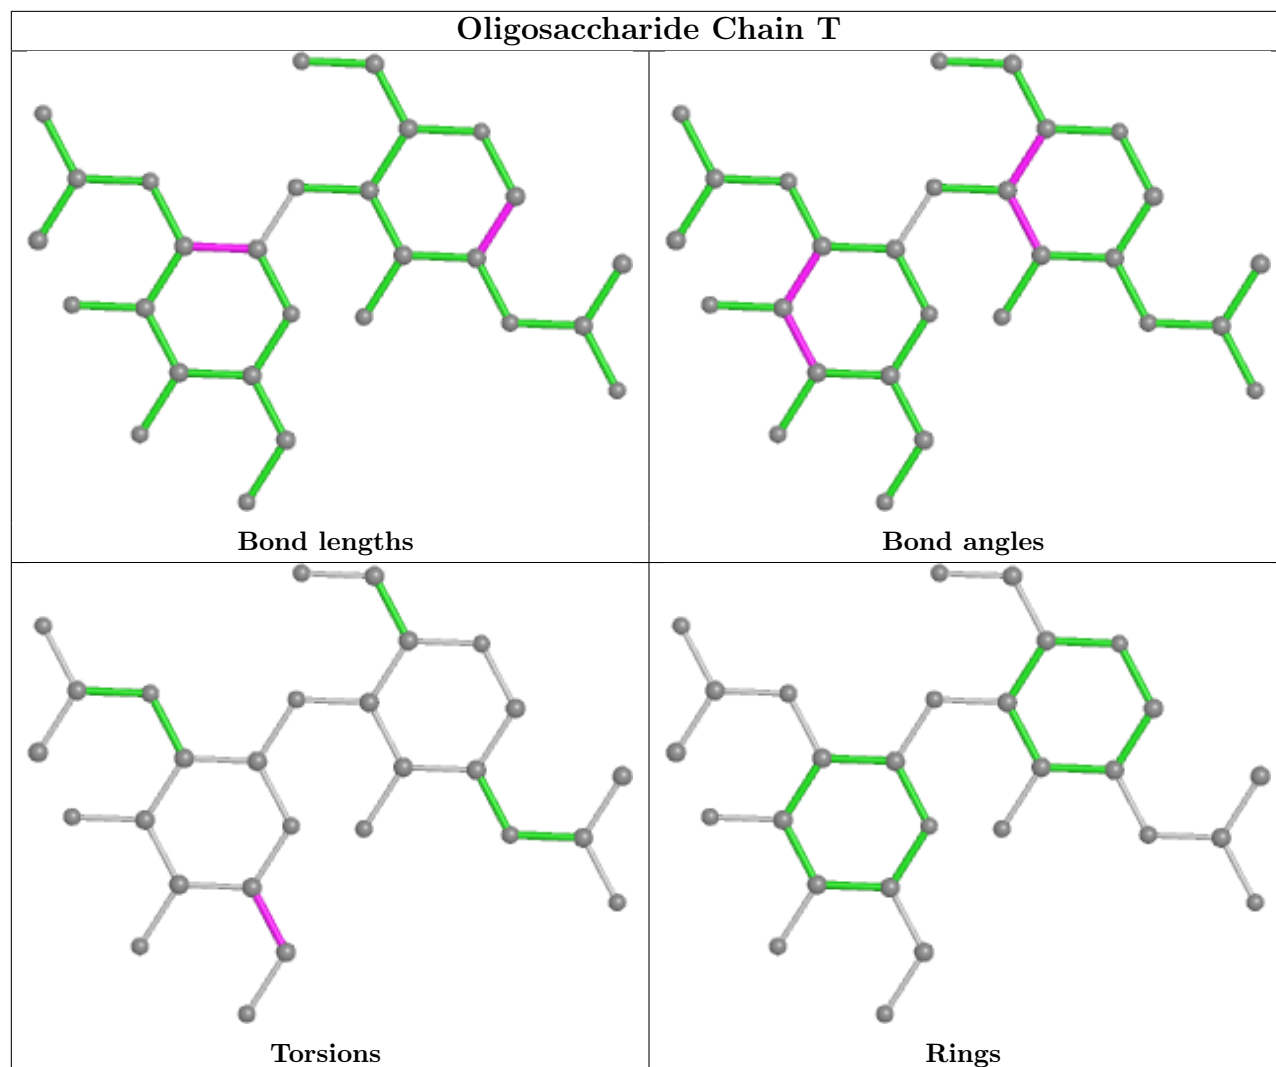 Oligosaccharide Chain T
Bond lengths
Bond angles
Torsions
Rings